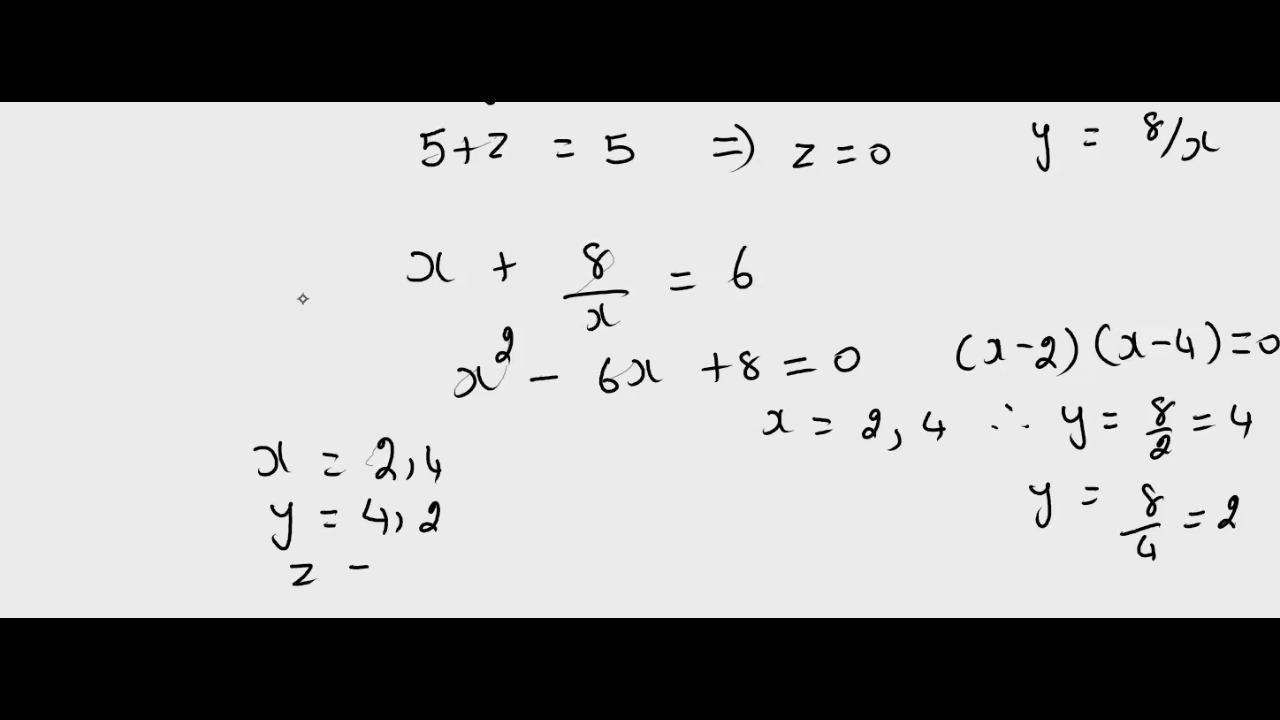 5+z = 5 => z = 0 y = 8/x
x + 8/x = 6
x² - 6x + 8 = 0 (x-2)(x-4)=0
x = 2, 4 ∴ y = 8/2 = 4
x = 2,4
y = 8/4 = 2
y = 4, 2
z -